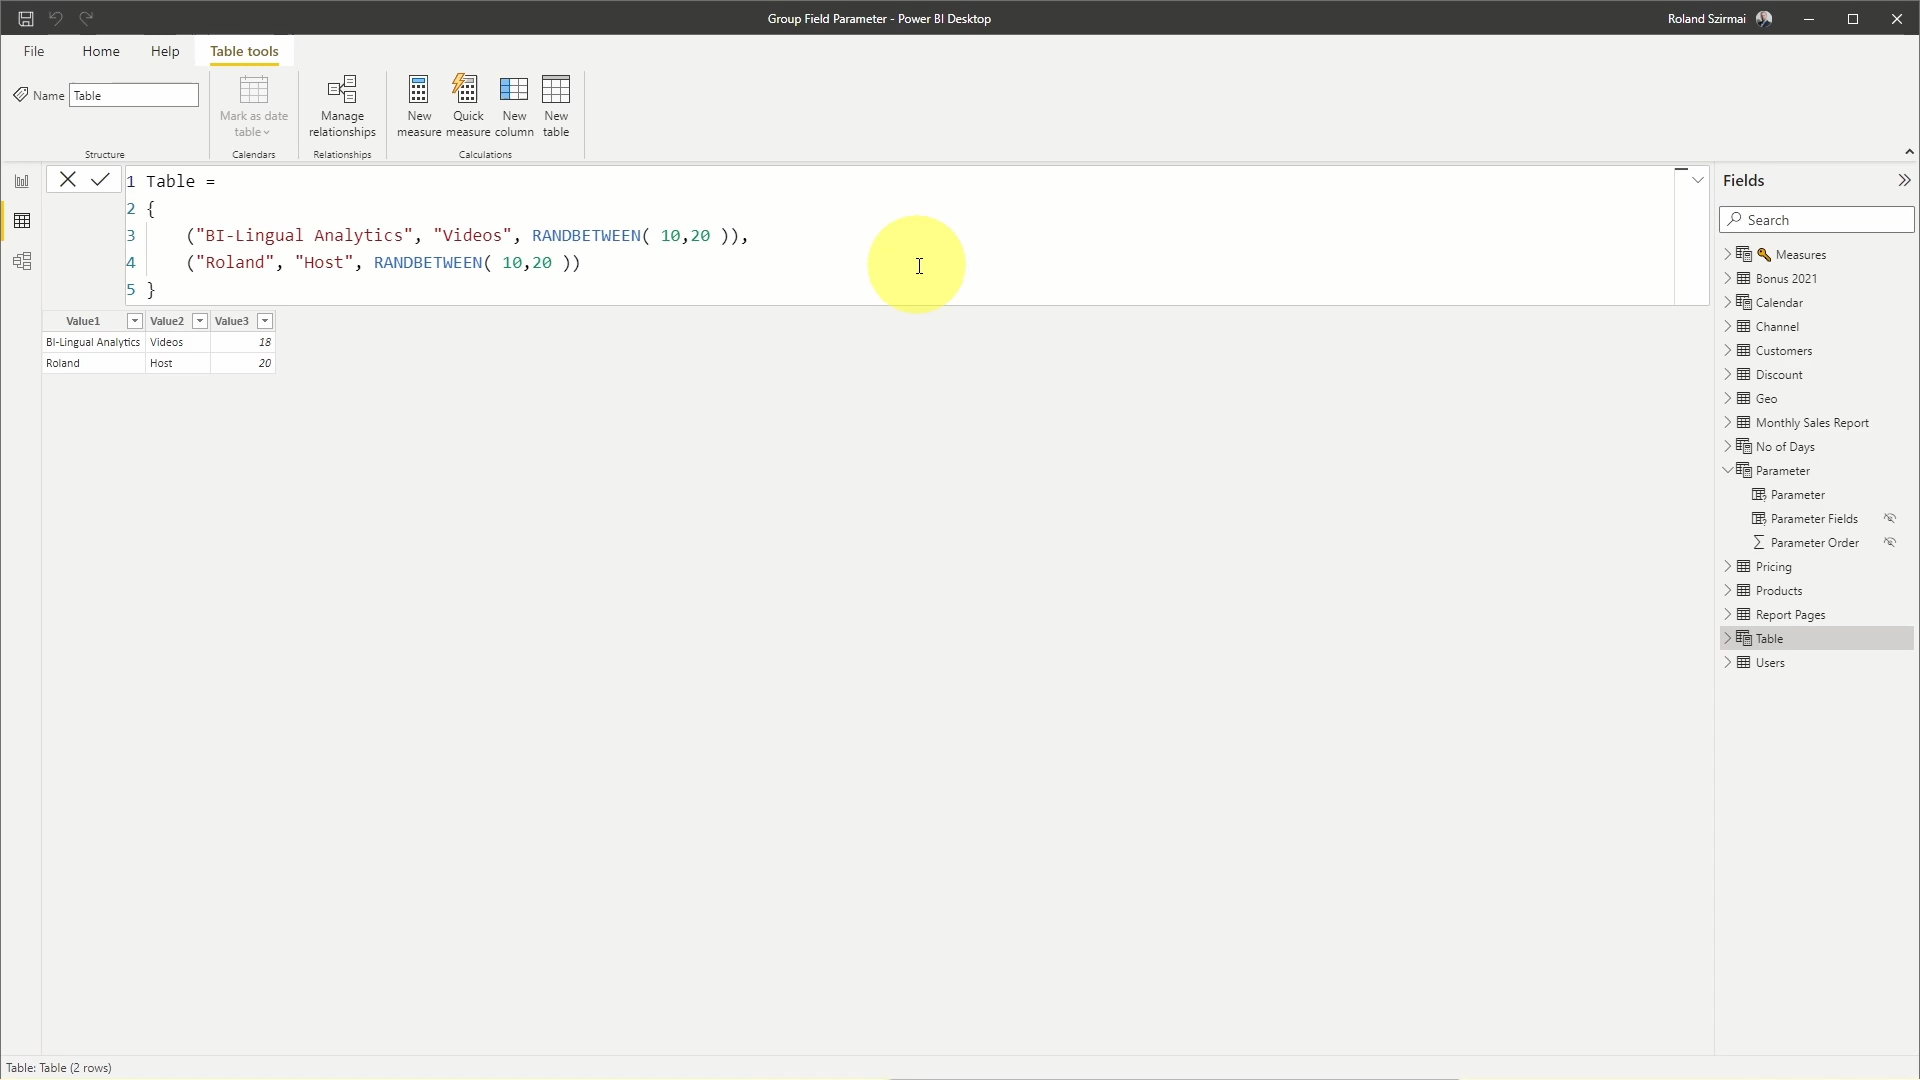 Group Field Parameter - Power BI Desktop
Roland Szirmai
File Home Help Table tools
Name Table
Mark as date table
Manage relationships
New measure
Quick measure
New column
New table
Structure Calendars Relationships Calculations
1 Table =
2 {
3 ("BI-Lingual Analytics", "Videos", RANDBETWEEN( 10,20 )),
4 ("Roland", "Host", RANDBETWEEN( 10,20 ))
5 }
Value1 Value2 Value3
BI-Lingual Analytics Videos 18
Roland Host 20
Fields
Search
Measures
Bonus 2021
Calendar
Channel
Customers
Discount
Geo
Monthly Sales Report
No of Days
Parameter
Parameter
Parameter Fields
Parameter Order
Pricing
Products
Report Pages
Table
Users
Table: Table (2 rows)